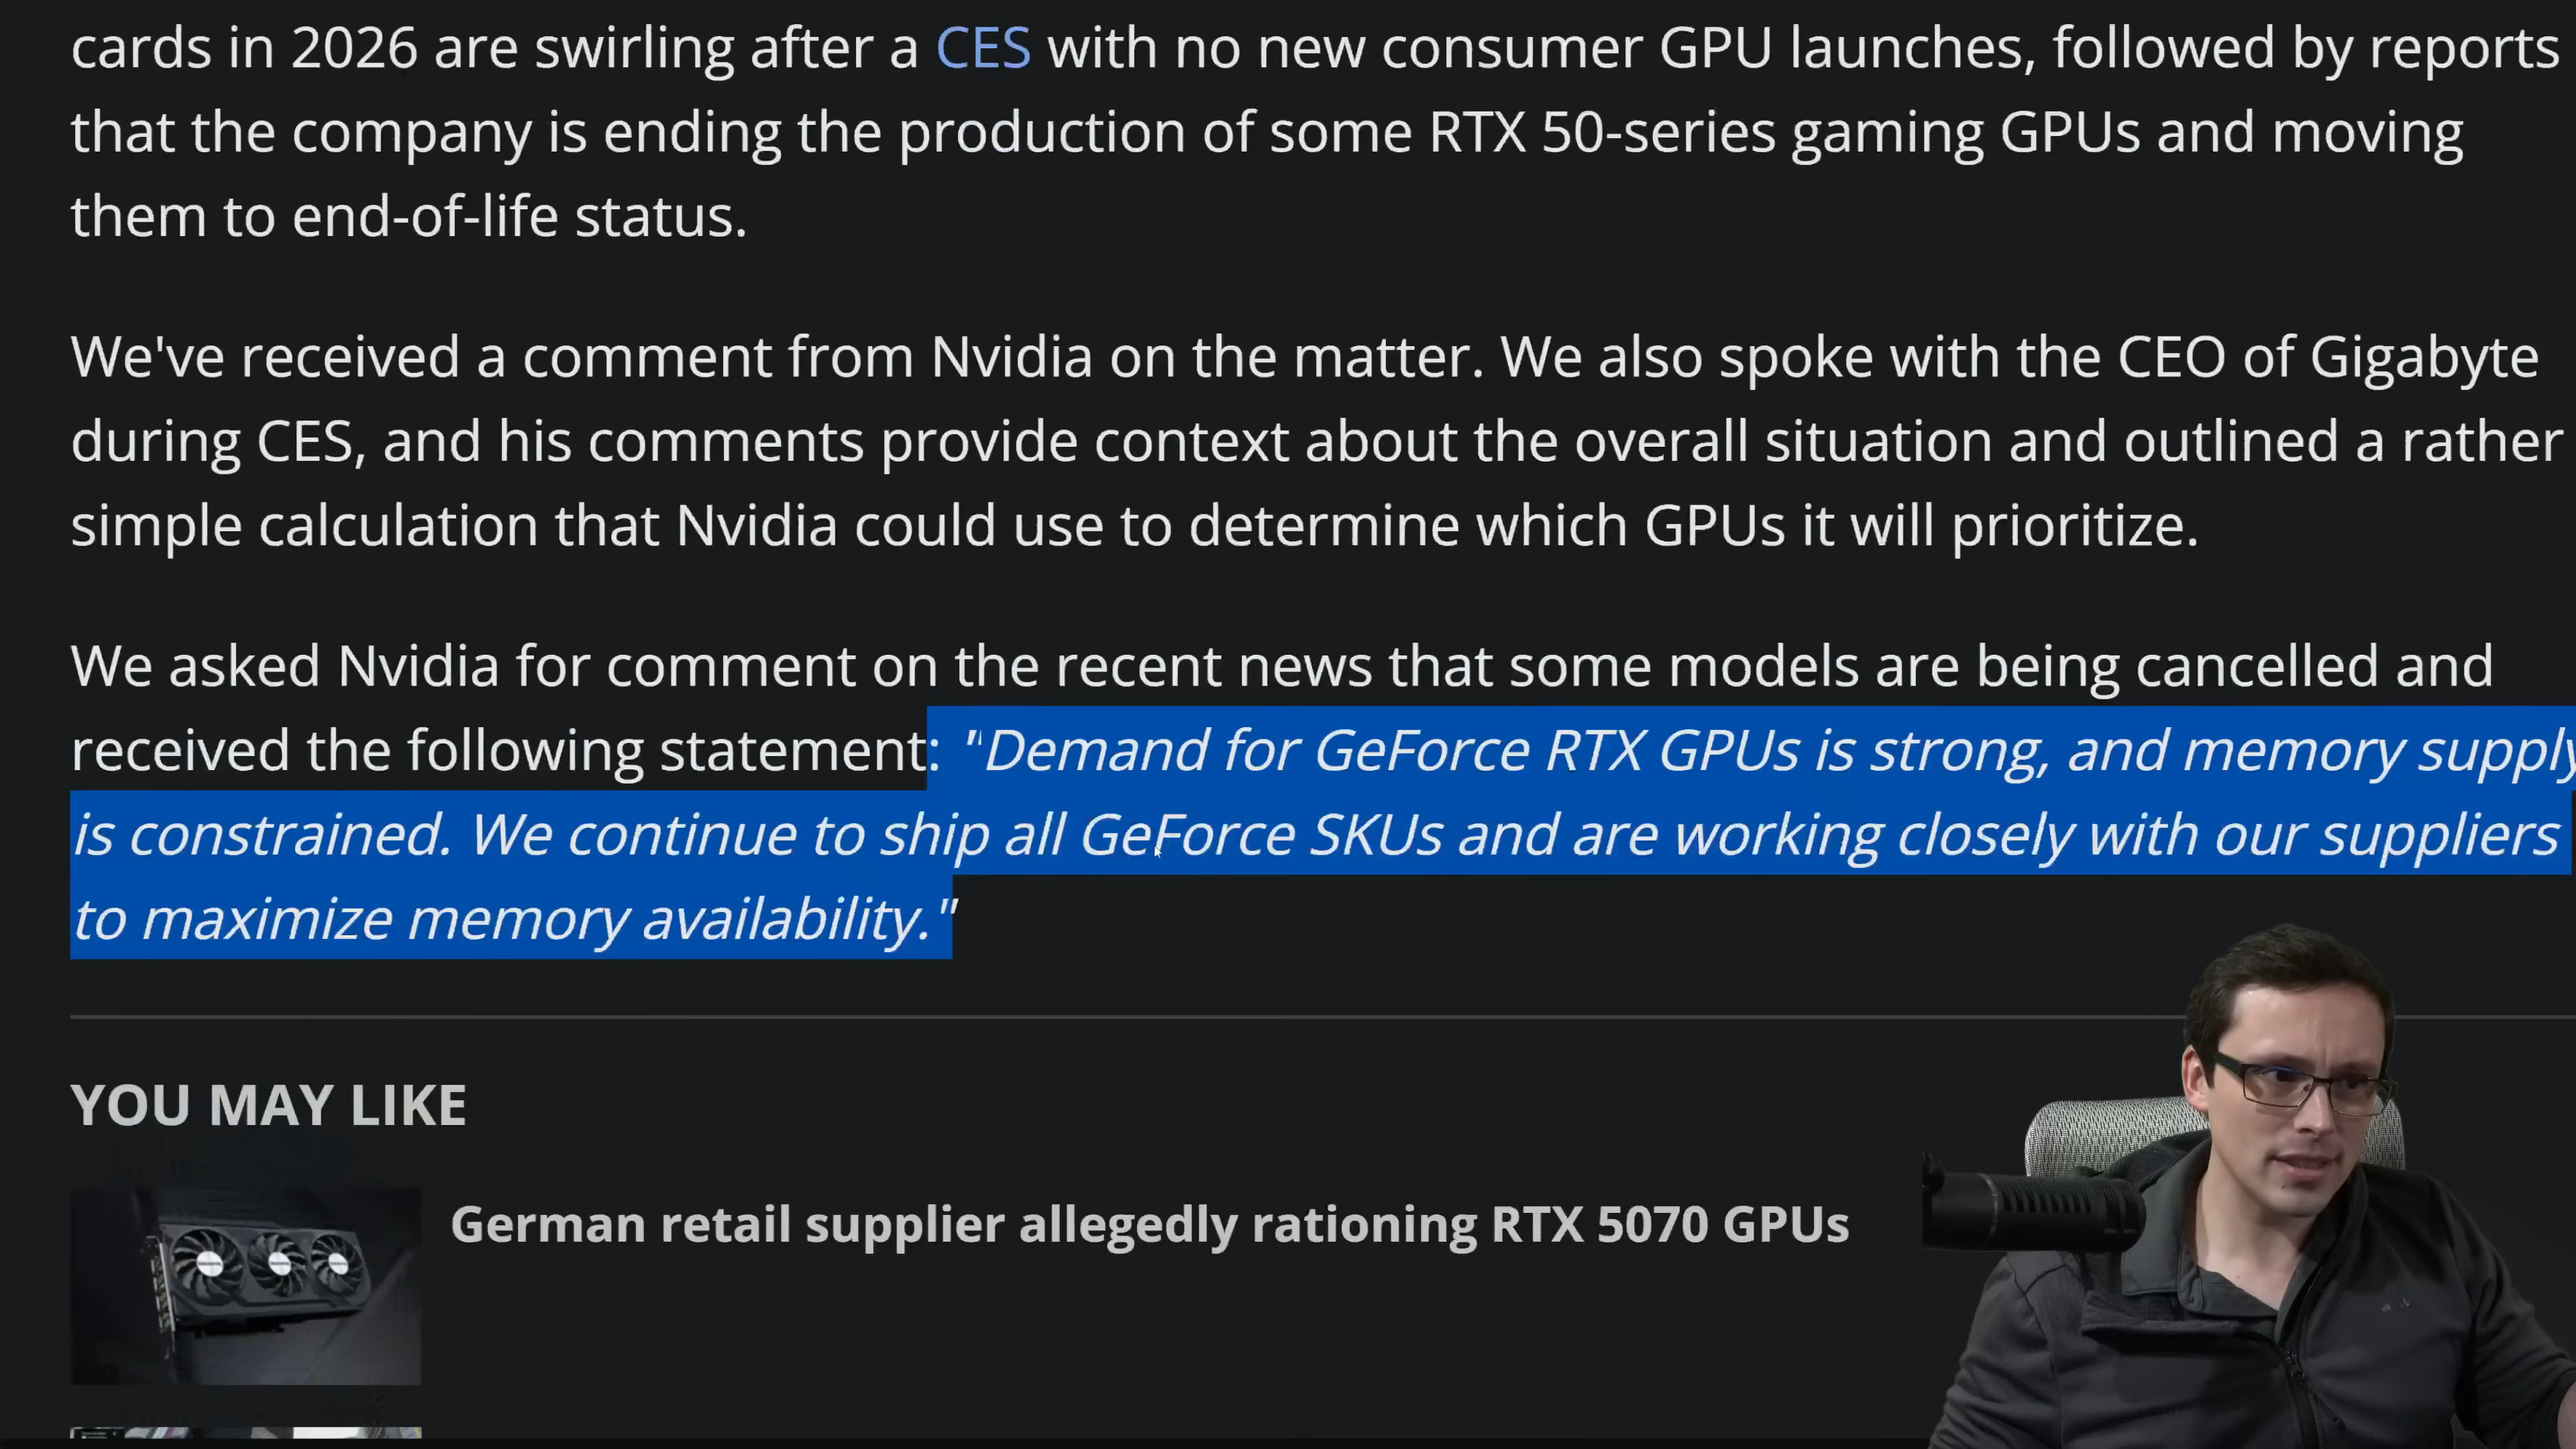 cards in 2026 are swirling after a CES with no new consumer GPU launches, followed by reports
that the company is ending the production of some RTX 50-series gaming GPUs and moving
them to end-of-life status.
We've received a comment from Nvidia on the matter. We also spoke with the CEO of Gigabyte
during CES, and his comments provide context about the overall situation and outlined a rather
simple calculation that Nvidia could use to determine which GPUs it will prioritize.
We asked Nvidia for comment on the recent news that some models are being cancelled and
received the following statement: "Demand for GeForce RTX GPUs is strong, and memory supply
is constrained. We continue to ship all GeForce SKUs and are working closely with our suppliers
to maximize memory availability."
YOU MAY LIKE
German retail supplier allegedly rationing RTX 5070 GPUs